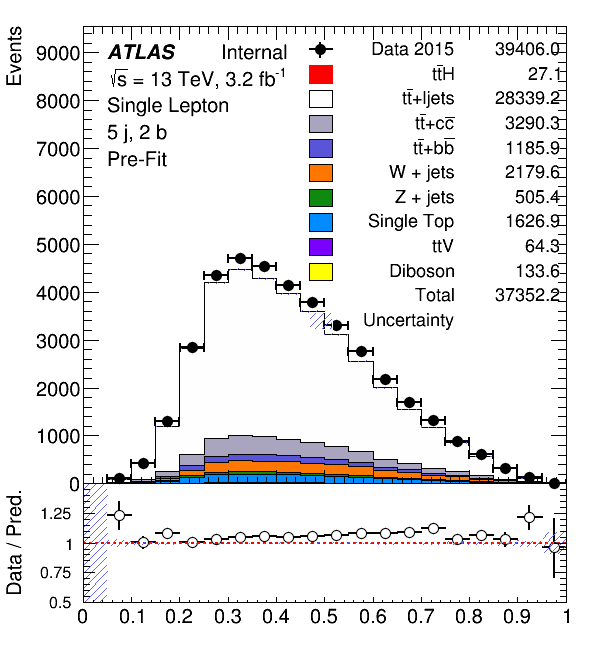 Events
ATLAS Internal
√s = 13 TeV, 3.2 fb⁻¹
Single Lepton
5 j, 2 b
Pre-Fit
Data 2015 39406.0
tt̄H 27.1
tt̄+ljets 28339.2
tt̄+cc̄ 3290.3
tt̄+bb̄ 1185.9
W + jets 2179.6
Z + jets 505.4
Single Top 1626.9
ttV 64.3
Diboson 133.6
Total 37352.2
Uncertainty
9000
8000
7000
6000
5000
4000
3000
2000
1000
0
Data / Pred.
1.25
1
0.75
0.5
0 0.1 0.2 0.3 0.4 0.5 0.6 0.7 0.8 0.9 1